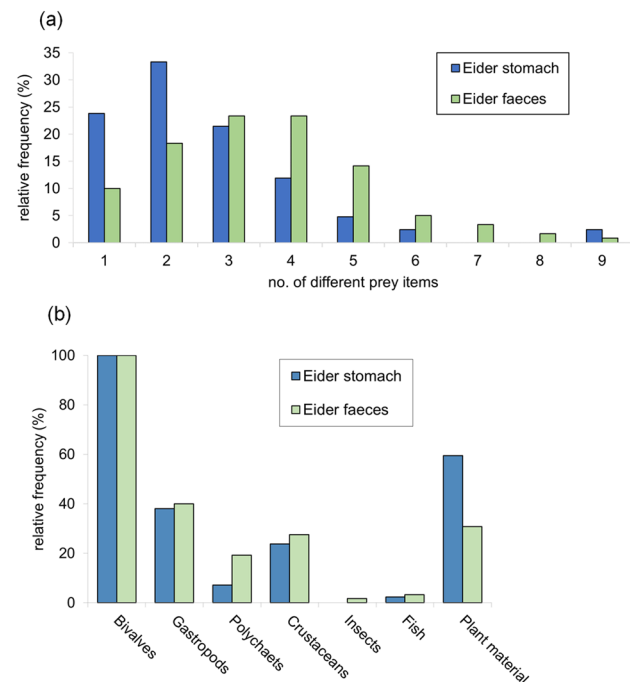 (a)
35
30
25
20
15
10
5
0
relative frequency (%)
Eider stomach
Eider faeces
1 2 3 4 5 6 7 8 9
no. of different prey items
(b)
100
80
60
40
20
0
relative frequency (%)
Eider stomach
Eider faeces
Bivalves
Gastropods
Polychaets
Crustaceans
Insects
Fish
Plant material